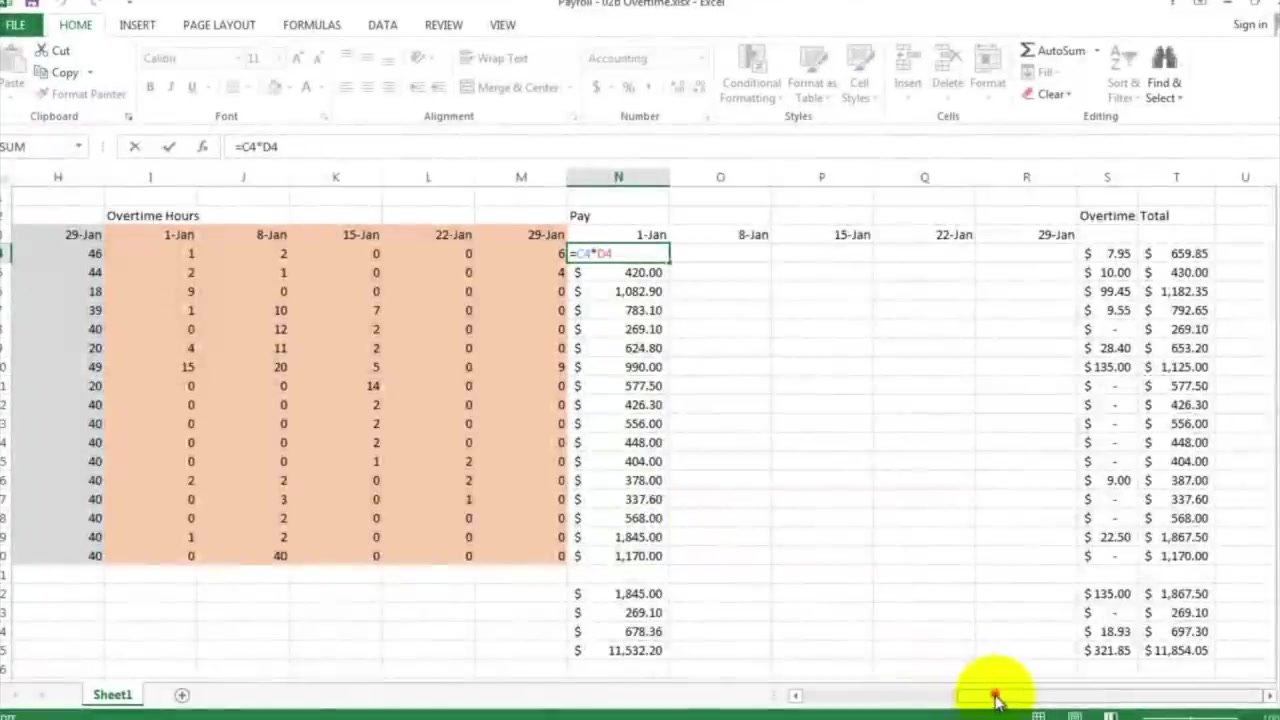 Payroll - 02b Overtime.xlsx - Excel
FILE HOME INSERT PAGE LAYOUT FORMULAS DATA REVIEW VIEW Sign in
Cut Calibri 11 Wrap Text Accounting AutoSum
Copy Fill
Paste Format Painter B I U Merge & Center $ % Conditional Formatting Format as Table Cell Styles Insert Delete Format Clear Sort & Filter Find & Select
Clipboard Font Alignment Number Styles Cells Editing
SUM fx =C4*D4
H I J K L M N O P Q R S T U
Overtime Hours Pay Overtime Total
29-Jan 1-Jan 8-Jan 15-Jan 22-Jan 29-Jan 1-Jan 8-Jan 15-Jan 22-Jan 29-Jan
46 1 2 0 0 6 =C4*D4 $ 7.95 $ 659.85
44 2 1 0 0 4 $ 420.00 $ 10.00 $ 430.00
18 9 0 0 0 0 $ 1,082.90 $ 99.45 $ 1,182.35
39 1 10 7 0 0 $ 783.10 $ 9.55 $ 792.65
40 0 12 2 0 0 $ 269.10 $ - $ 269.10
20 4 11 2 0 0 $ 624.80 $ 28.40 $ 653.20
49 15 20 5 0 9 $ 990.00 $ 135.00 $ 1,125.00
20 0 0 14 0 0 $ 577.50 $ - $ 577.50
40 0 0 2 0 0 $ 426.30 $ - $ 426.30
40 0 0 2 0 0 $ 556.00 $ - $ 556.00
40 0 0 2 0 0 $ 448.00 $ - $ 448.00
40 0 0 1 2 0 $ 404.00 $ - $ 404.00
40 2 2 0 2 0 $ 378.00 $ 9.00 $ 387.00
40 0 3 0 1 0 $ 337.60 $ - $ 337.60
40 0 2 0 0 0 $ 568.00 $ - $ 568.00
40 1 2 0 0 0 $ 1,845.00 $ 22.50 $ 1,867.50
40 0 40 0 0 0 $ 1,170.00 $ - $ 1,170.00
$ 1,845.00 $ 135.00 $ 1,867.50
$ 269.10 $ - $ 269.10
$ 678.36 $ 18.93 $ 697.30
$ 11,532.20 $ 321.85 $ 11,854.05
Sheet1